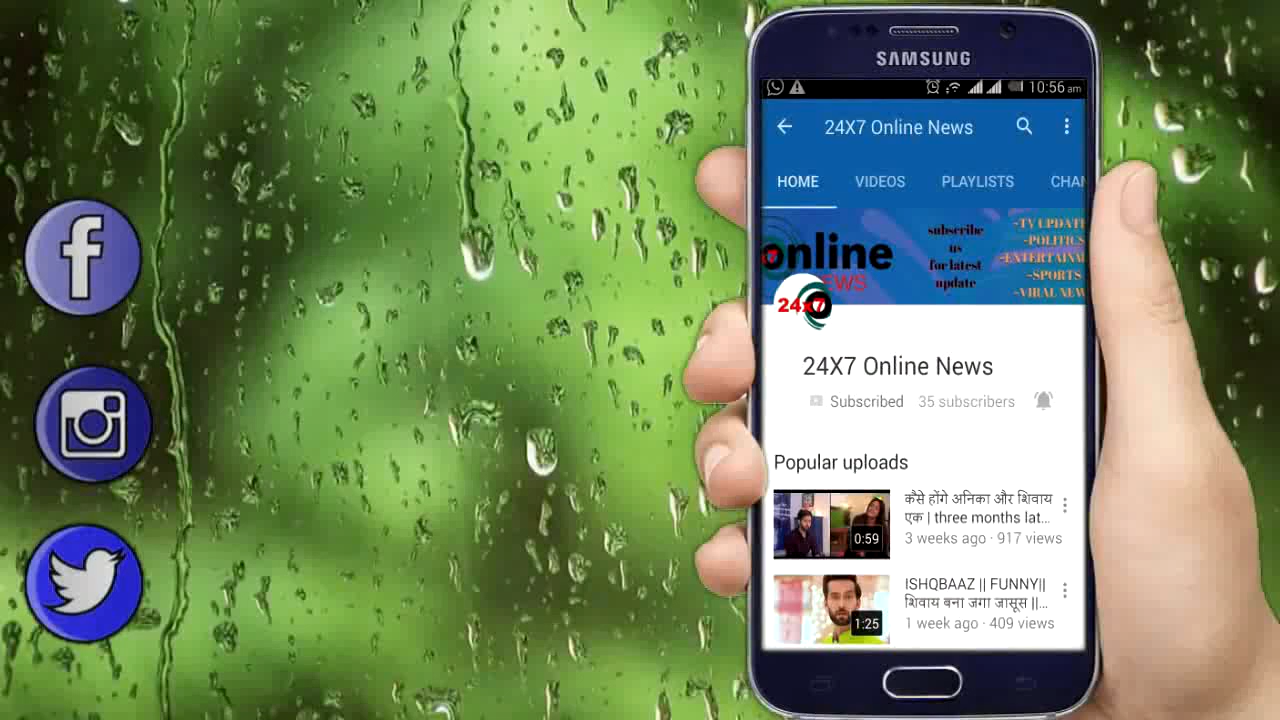 SAMSUNG
10:56 am
24X7 Online News
HOME VIDEOS PLAYLISTS CHAN
online
NEWS
subscribe
us
for latest
update
-TV UPDATE
-POLITICS
-ENTERTAINM
-SPORTS
-VIRAL NEW
24x7
24X7 Online News
Subscribed 35 subscribers
Popular uploads
कैसे होंगे अनिका और शिवाय
एक | three months lat...
3 weeks ago · 917 views
0:59
ISHQBAAZ || FUNNY||
शिवाय बना जगा जासूस ||...
1 week ago · 409 views
1:25